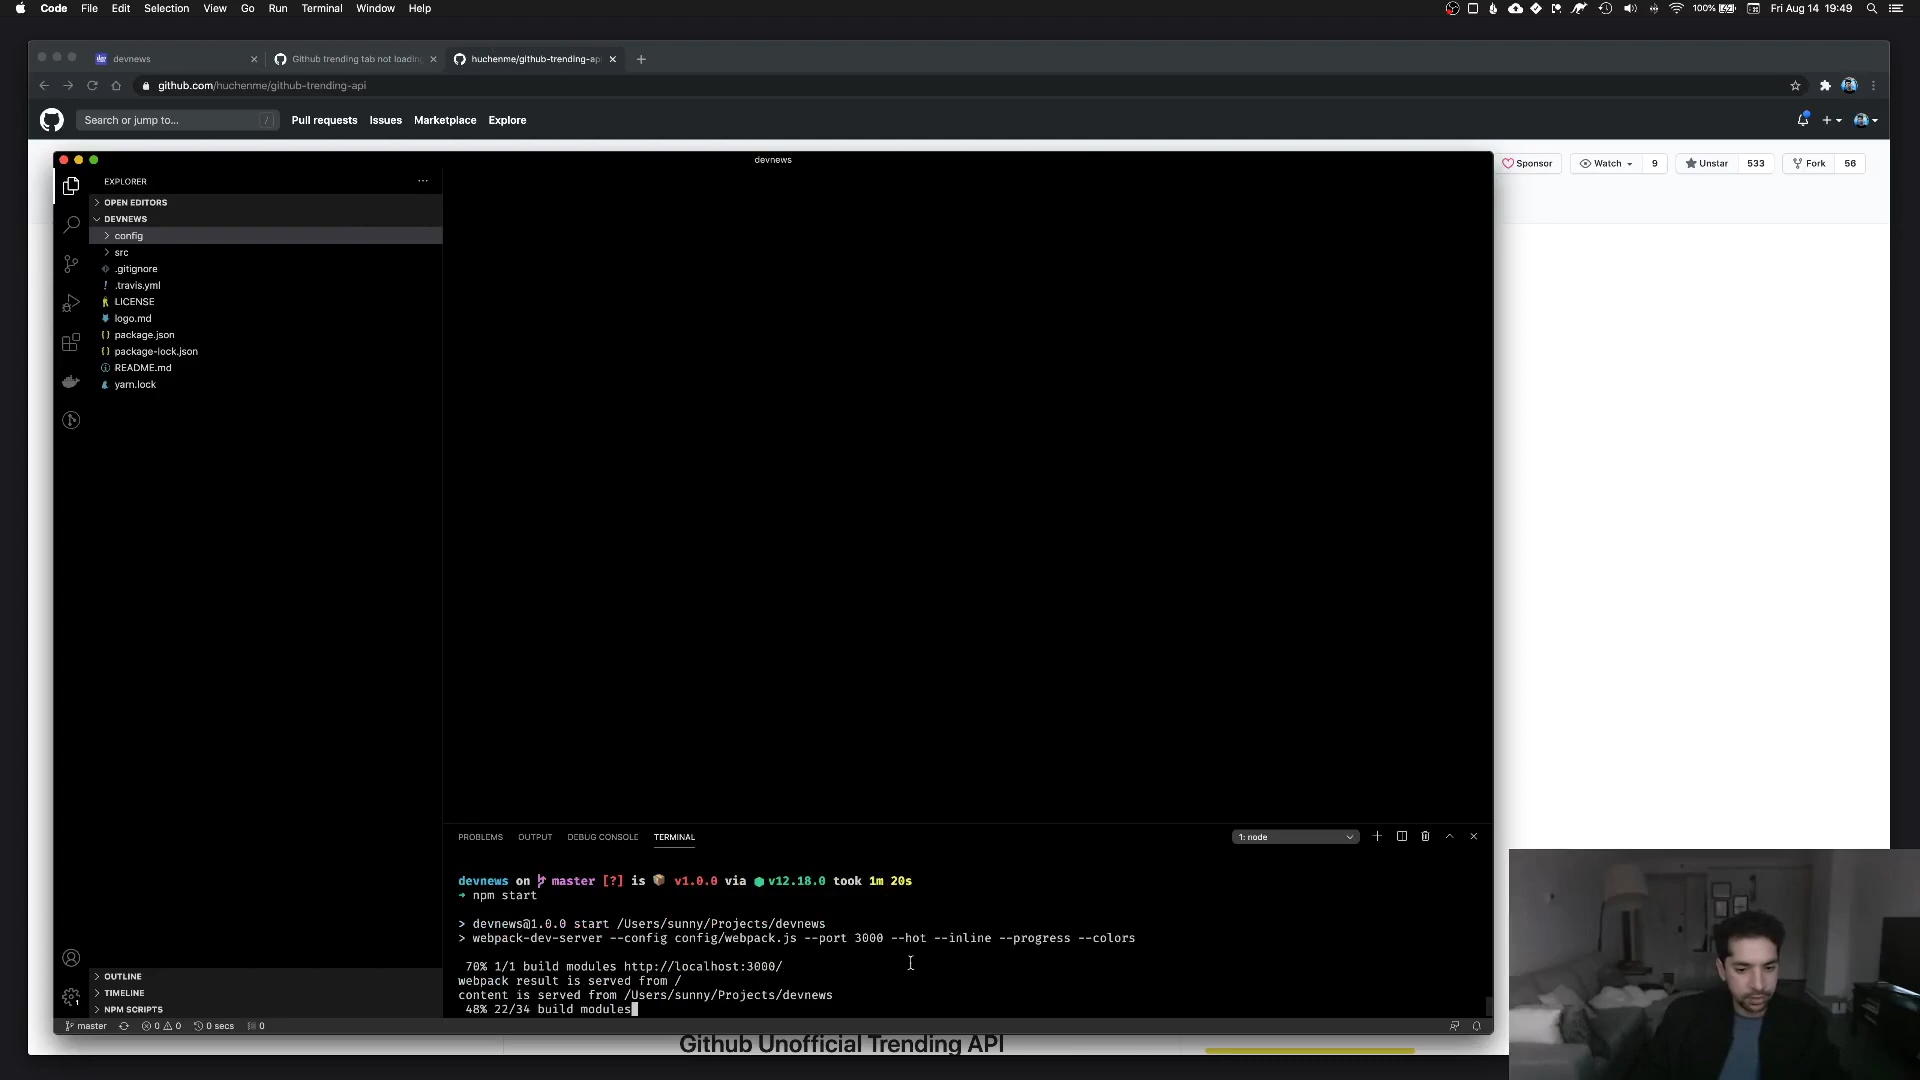 Code File Edit Selection View Go Run Terminal Window Help
100% Fri Aug 14 19:49
devnews
Github trending tab not loading
huchenme/github-trending-ap
github.com/huchenme/github-trending-api
Search or jump to... /
Pull requests Issues Marketplace Explore
devnews
Sponsor Watch 9 Unstar 533 Fork 56
EXPLORER
OPEN EDITORS
DEVNEWS
config
src
.gitignore
.travis.yml
LICENSE
logo.md
package.json
package-lock.json
README.md
yarn.lock
OUTLINE
TIMELINE
NPM SCRIPTS
PROBLEMS OUTPUT DEBUG CONSOLE TERMINAL
1: node
devnews on master [?] is v1.0.0 via v12.18.0 took 1m 20s
➜ npm start
> devnews@1.0.0 start /Users/sunny/Projects/devnews
> webpack-dev-server --config config/webpack.js --port 3000 --hot --inline --progress --colors
70% 1/1 build modules http://localhost:3000/
webpack result is served from /
content is served from /Users/sunny/Projects/devnews
48% 22/34 build modules
master 0 0 0 secs 0
Github Unofficial Trending API